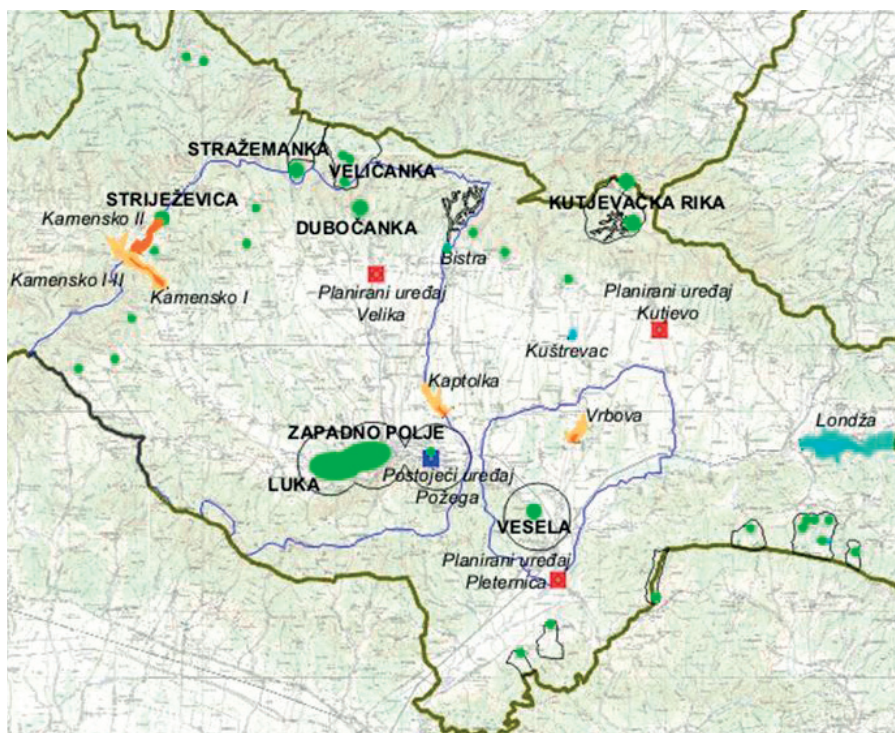 STRAŽEMANKA
VELIČANKA
STRIJEŽEVICA
KUTJEVAČKA RIKA
Kamensko II
DUBOČANKA
Bistra
Kamensko I-II
Kamensko I
Planirani uređaj
Velika
Planirani uređaj
Kutjevo
Kuštrevac
Kaptolka
Vrbova
Londža
ZAPADNO POLJE
LUKA
Postojeći uređaj
Požega
VESELA
Planirani uređaj
Pleternica